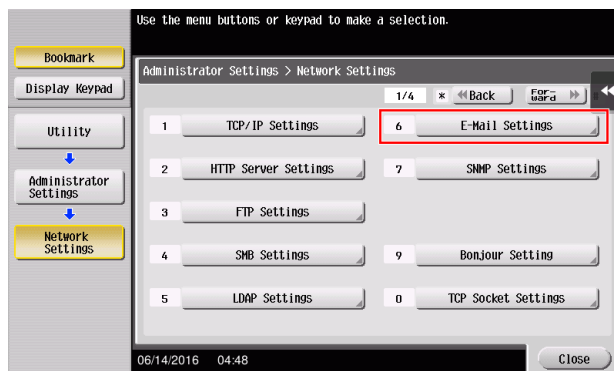 Use the menu buttons or keypad to make a selection.
Bookmark
Display Keypad
Utility
Administrator
Settings
Network
Settings
Administrator Settings > Network Settings
1/4 * Back For-
ward
1 TCP/IP Settings
6 E-Mail Settings
2 HTTP Server Settings
7 SNMP Settings
3 FTP Settings
4 SMB Settings
9 Bonjour Setting
5 LDAP Settings
0 TCP Socket Settings
06/14/2016 04:48
Close